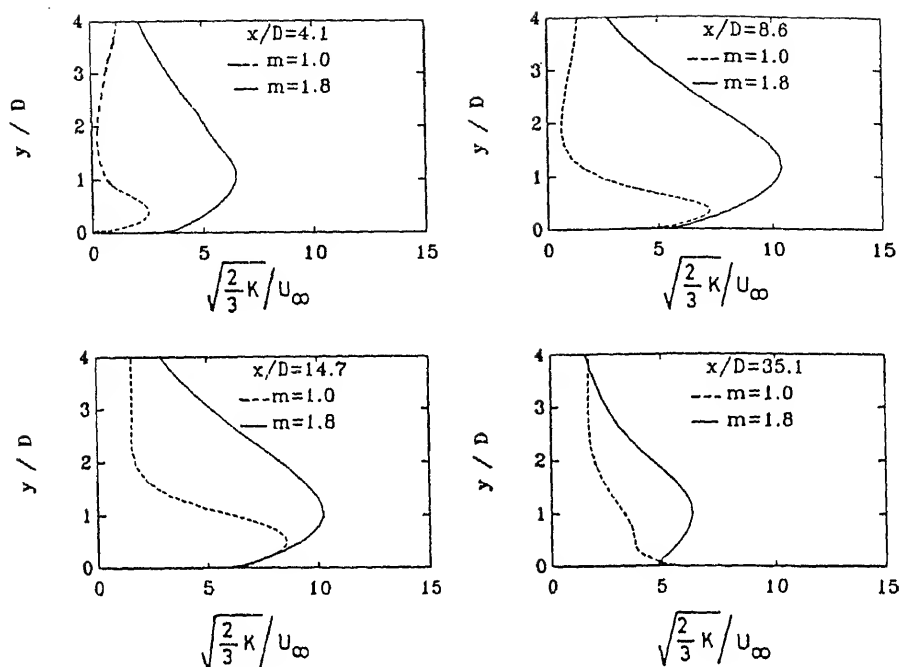 4
3
2
1
0
y / D
x/D=4.1
m=1.0
m=1.8
0 5 10 15
√(2/3 K)/U∞
4
3
2
1
0
y / D
x/D=8.6
m=1.0
m=1.8
0 5 10 15
√(2/3 K)/U∞
4
3
2
1
0
y / D
x/D=14.7
m=1.0
m=1.8
0 5 10 15
√(2/3 K)/U∞
4
3
2
1
0
y / D
x/D=35.1
m=1.0
m=1.8
0 5 10 15
√(2/3 K)/U∞